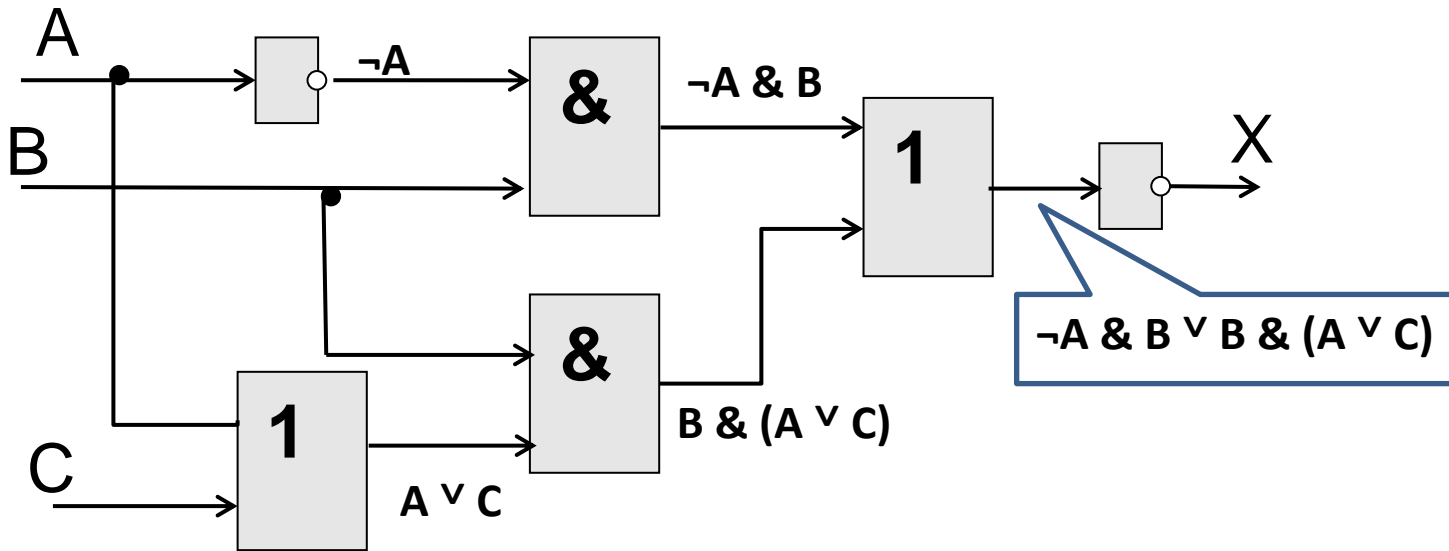 A
¬A
&
¬A & B
B
1
X
¬A & B ᵛ B & (A ᵛ C)
&
1
B & (A ᵛ C)
C
A ᵛ C